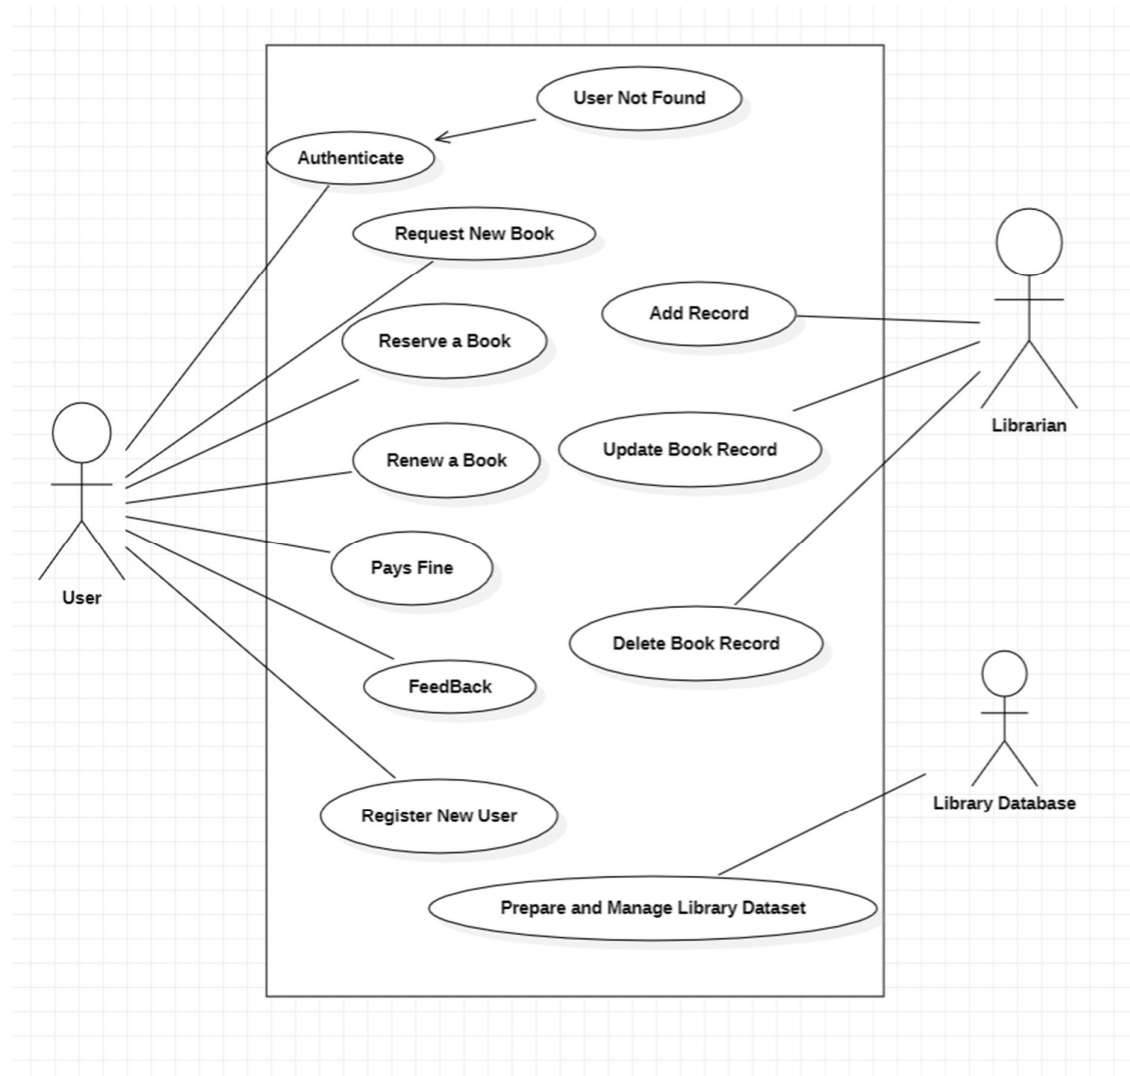 User Not Found
Authenticate
Request New Book
Add Record
Reserve a Book
Librarian
Update Book Record
Renew a Book
Pays Fine
User
Delete Book Record
FeedBack
Library Database
Register New User
Prepare and Manage Library Dataset